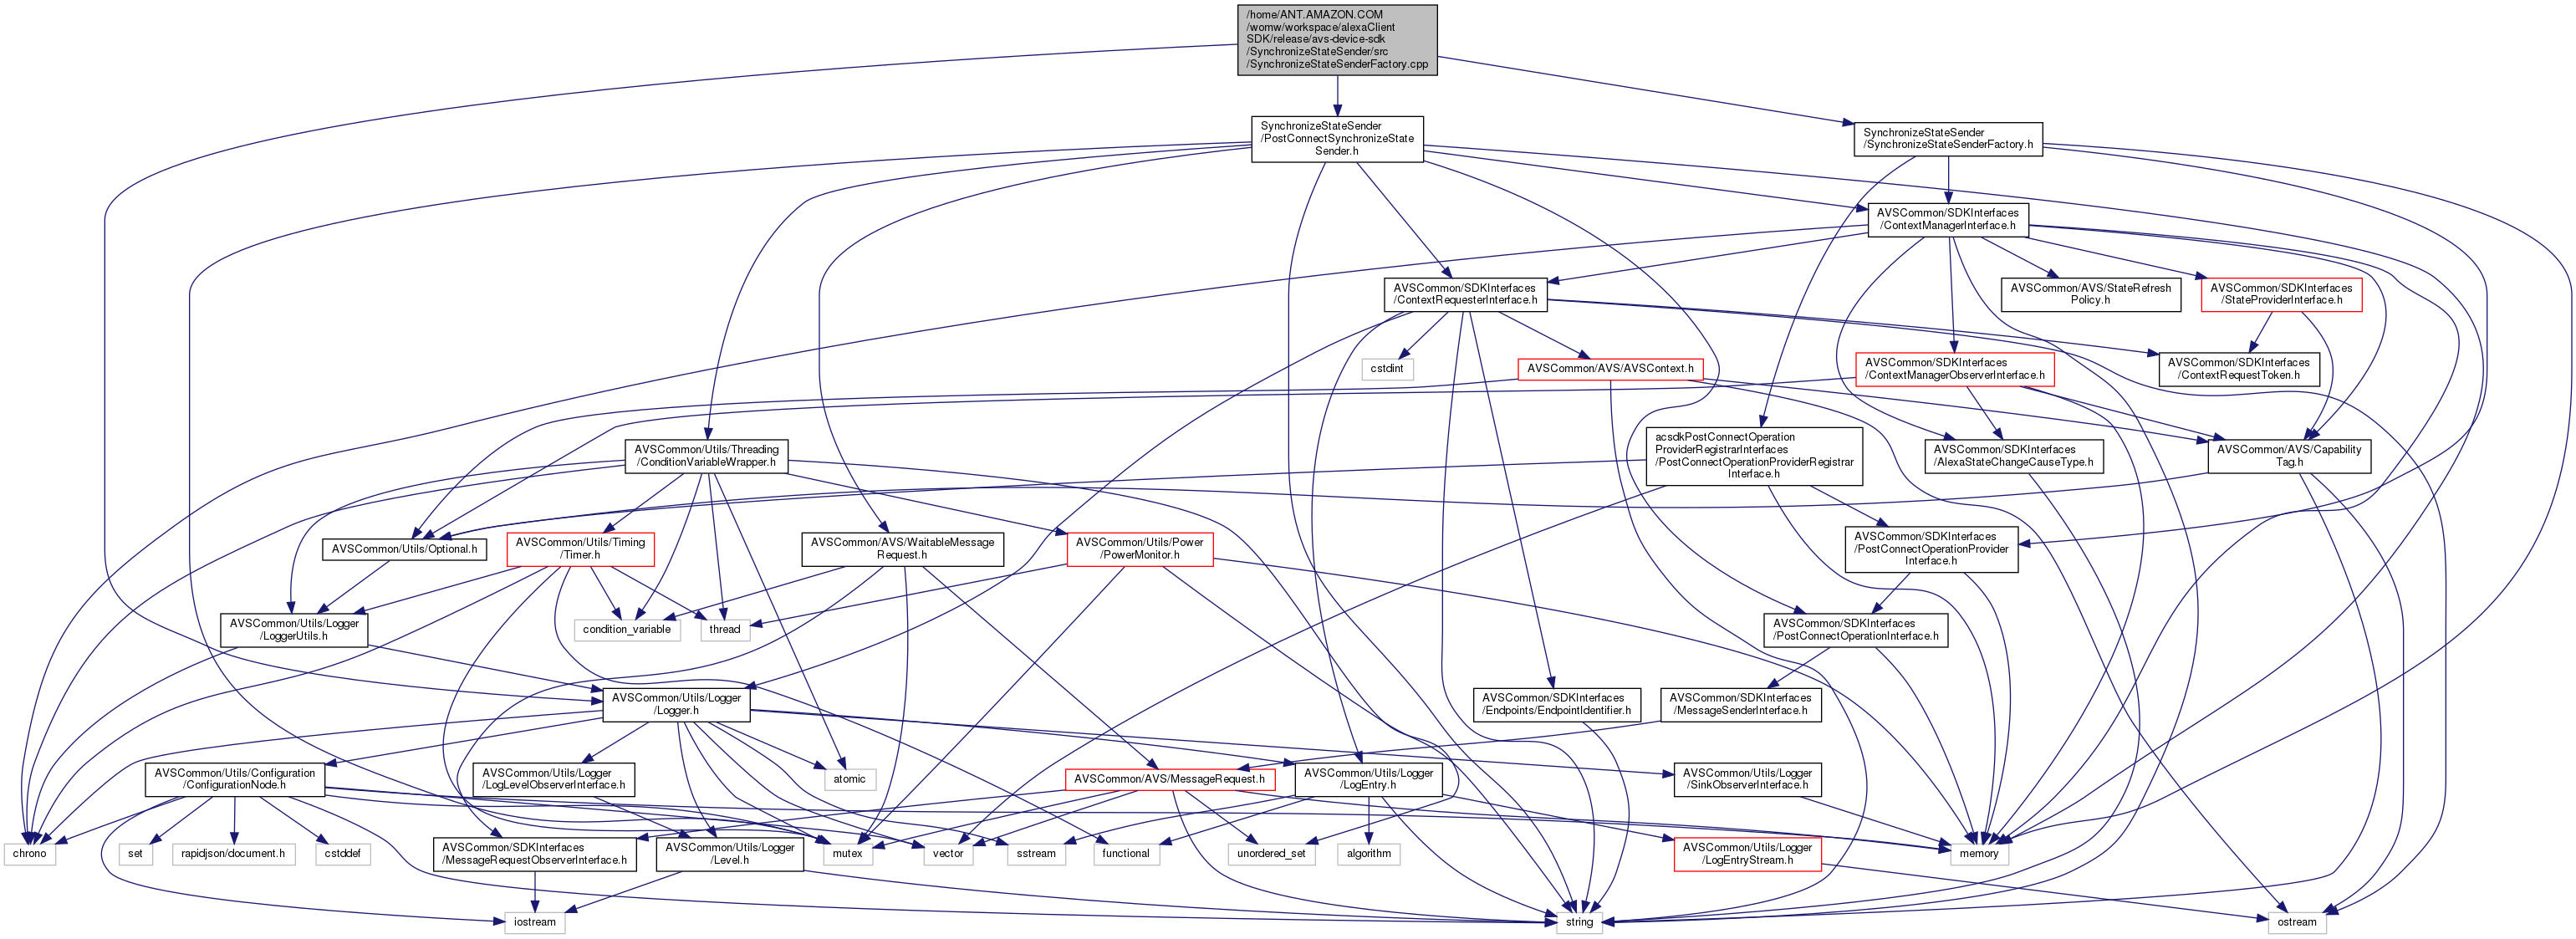 /home/ANT.AMAZON.COM
/womw/workspace/alexaClient
SDK/release/avs-device-sdk
/SynchronizeStateSender/src
/SynchronizeStateSenderFactory.cpp
SynchronizeStateSender
/PostConnectSynchronizeState
Sender.h
SynchronizeStateSender
/SynchronizeStateSenderFactory.h
AVSCommon/SDKInterfaces
/ContextManagerInterface.h
AVSCommon/SDKInterfaces
/ContextRequesterInterface.h
AVSCommon/AVS/StateRefresh
Policy.h
AVSCommon/SDKInterfaces
/StateProviderInterface.h
cstdint
AVSCommon/AVS/AVSContext.h
AVSCommon/SDKInterfaces
/ContextManagerObserverInterface.h
AVSCommon/SDKInterfaces
/ContextRequestToken.h
AVSCommon/Utils/Threading
/ConditionVariableWrapper.h
acsdkPostConnectOperation
ProviderRegistrarInterfaces
/PostConnectOperationProviderRegistrar
Interface.h
AVSCommon/SDKInterfaces
/AlexaStateChangeCauseType.h
AVSCommon/AVS/Capability
Tag.h
AVSCommon/Utils/Optional.h
AVSCommon/Utils/Timing
/Timer.h
AVSCommon/AVS/WaitableMessage
Request.h
AVSCommon/Utils/Power
/PowerMonitor.h
AVSCommon/SDKInterfaces
/PostConnectOperationProvider
Interface.h
AVSCommon/Utils/Logger
/LoggerUtils.h
condition_variable
thread
AVSCommon/SDKInterfaces
/PostConnectOperationInterface.h
AVSCommon/Utils/Logger
/Logger.h
AVSCommon/SDKInterfaces
/Endpoints/EndpointIdentifier.h
AVSCommon/SDKInterfaces
/MessageSenderInterface.h
AVSCommon/Utils/Configuration
/ConfigurationNode.h
AVSCommon/Utils/Logger
/LogLevelObserverInterface.h
atomic
AVSCommon/AVS/MessageRequest.h
AVSCommon/Utils/Logger
/LogEntry.h
AVSCommon/Utils/Logger
/SinkObserverInterface.h
chrono
set
rapidjson/document.h
cstddef
AVSCommon/SDKInterfaces
/MessageRequestObserverInterface.h
AVSCommon/Utils/Logger
/Level.h
mutex
vector
sstream
functional
unordered_set
algorithm
AVSCommon/Utils/Logger
/LogEntryStream.h
memory
iostream
string
ostream